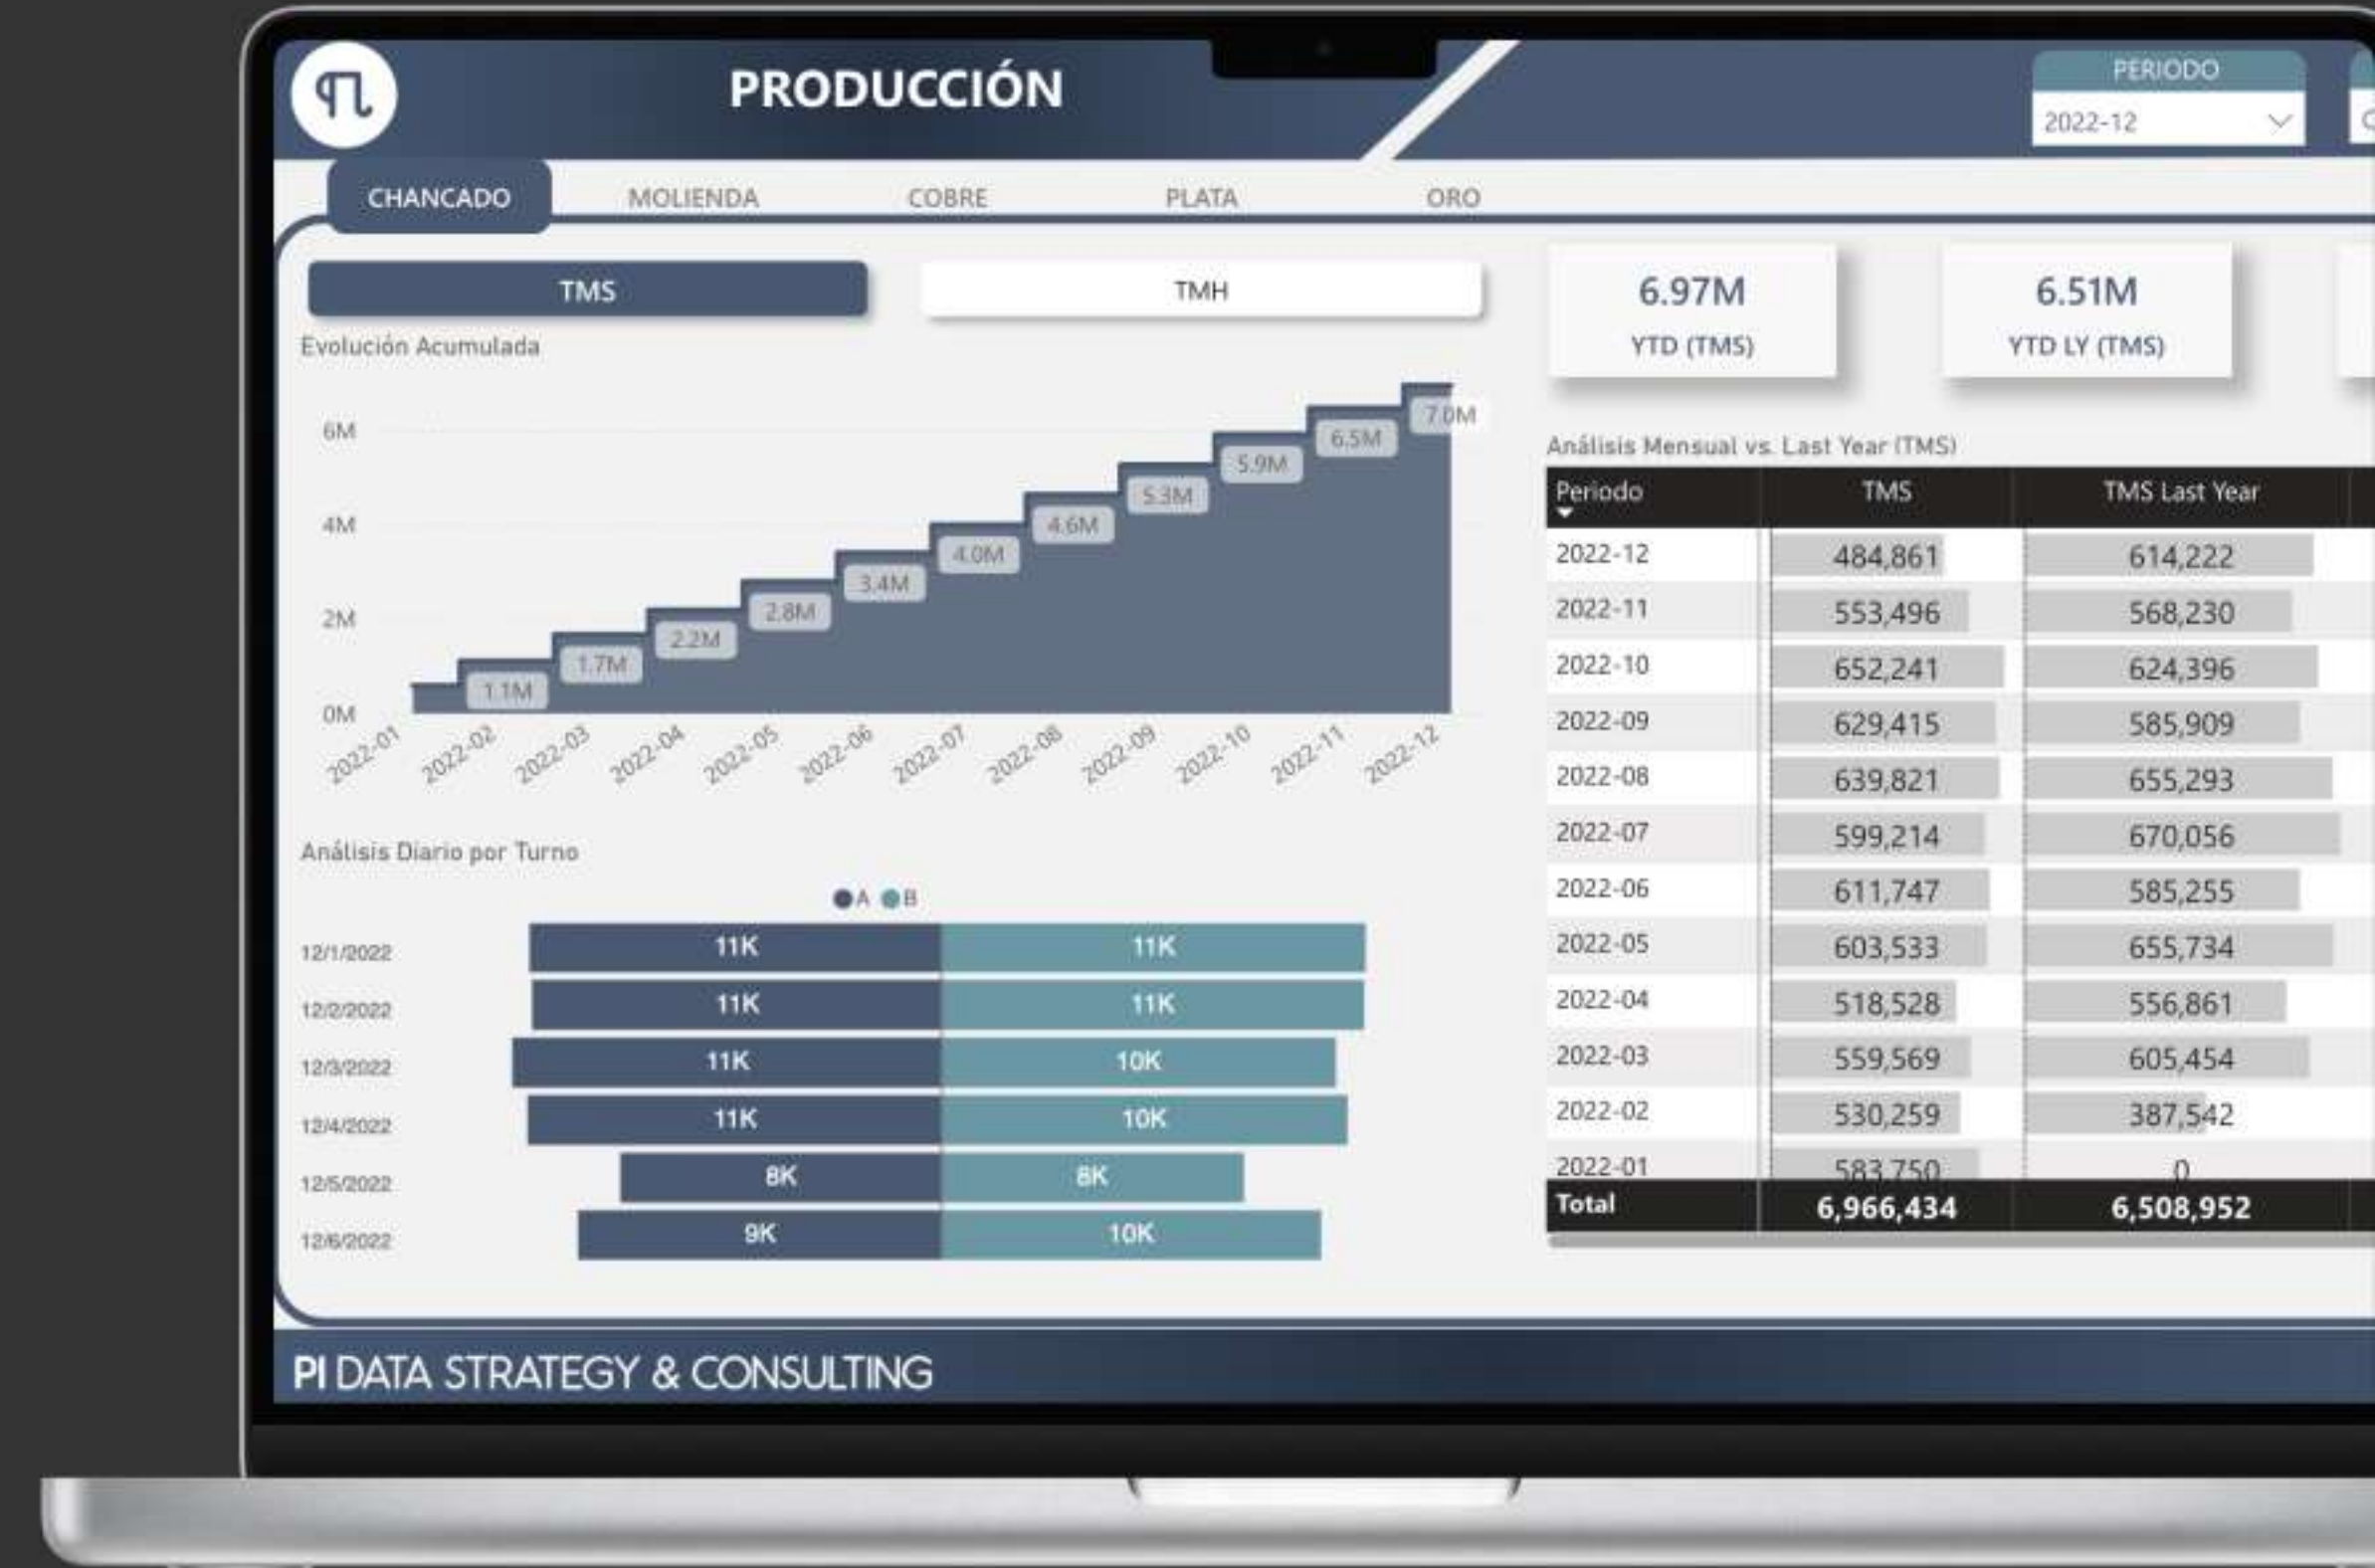 PRODUCCIÓN
PERIODO
2022-12
CHANCADO MOLIENDA COBRE PLATA ORO
TMS TMH
6.97M
YTD (TMS)
6.51M
YTD LY (TMS)
Evolución Acumulada
6M
4M
2M
0M
1.1M
1.7M
2.2M
2.8M
3.4M
4.0M
4.6M
5.3M
5.9M
6.5M
7.0M
2022-01 2022-02 2022-03 2022-04 2022-05 2022-06 2022-07 2022-08 2022-09 2022-10 2022-11 2022-12
Análisis Diario por Turno
A B
12/1/2022 11K 11K
12/2/2022 11K 11K
12/3/2022 11K 10K
12/4/2022 11K 10K
12/5/2022 8K 8K
12/6/2022 9K 10K
Análisis Mensual vs. Last Year (TMS)
Periodo TMS TMS Last Year
2022-12 484,861 614,222
2022-11 553,496 568,230
2022-10 652,241 624,396
2022-09 629,415 585,909
2022-08 639,821 655,293
2022-07 599,214 670,056
2022-06 611,747 585,255
2022-05 603,533 655,734
2022-04 518,528 556,861
2022-03 559,569 605,454
2022-02 530,259 387,542
2022-01 583,750 0
Total 6,966,434 6,508,952
PI DATA STRATEGY & CONSULTING